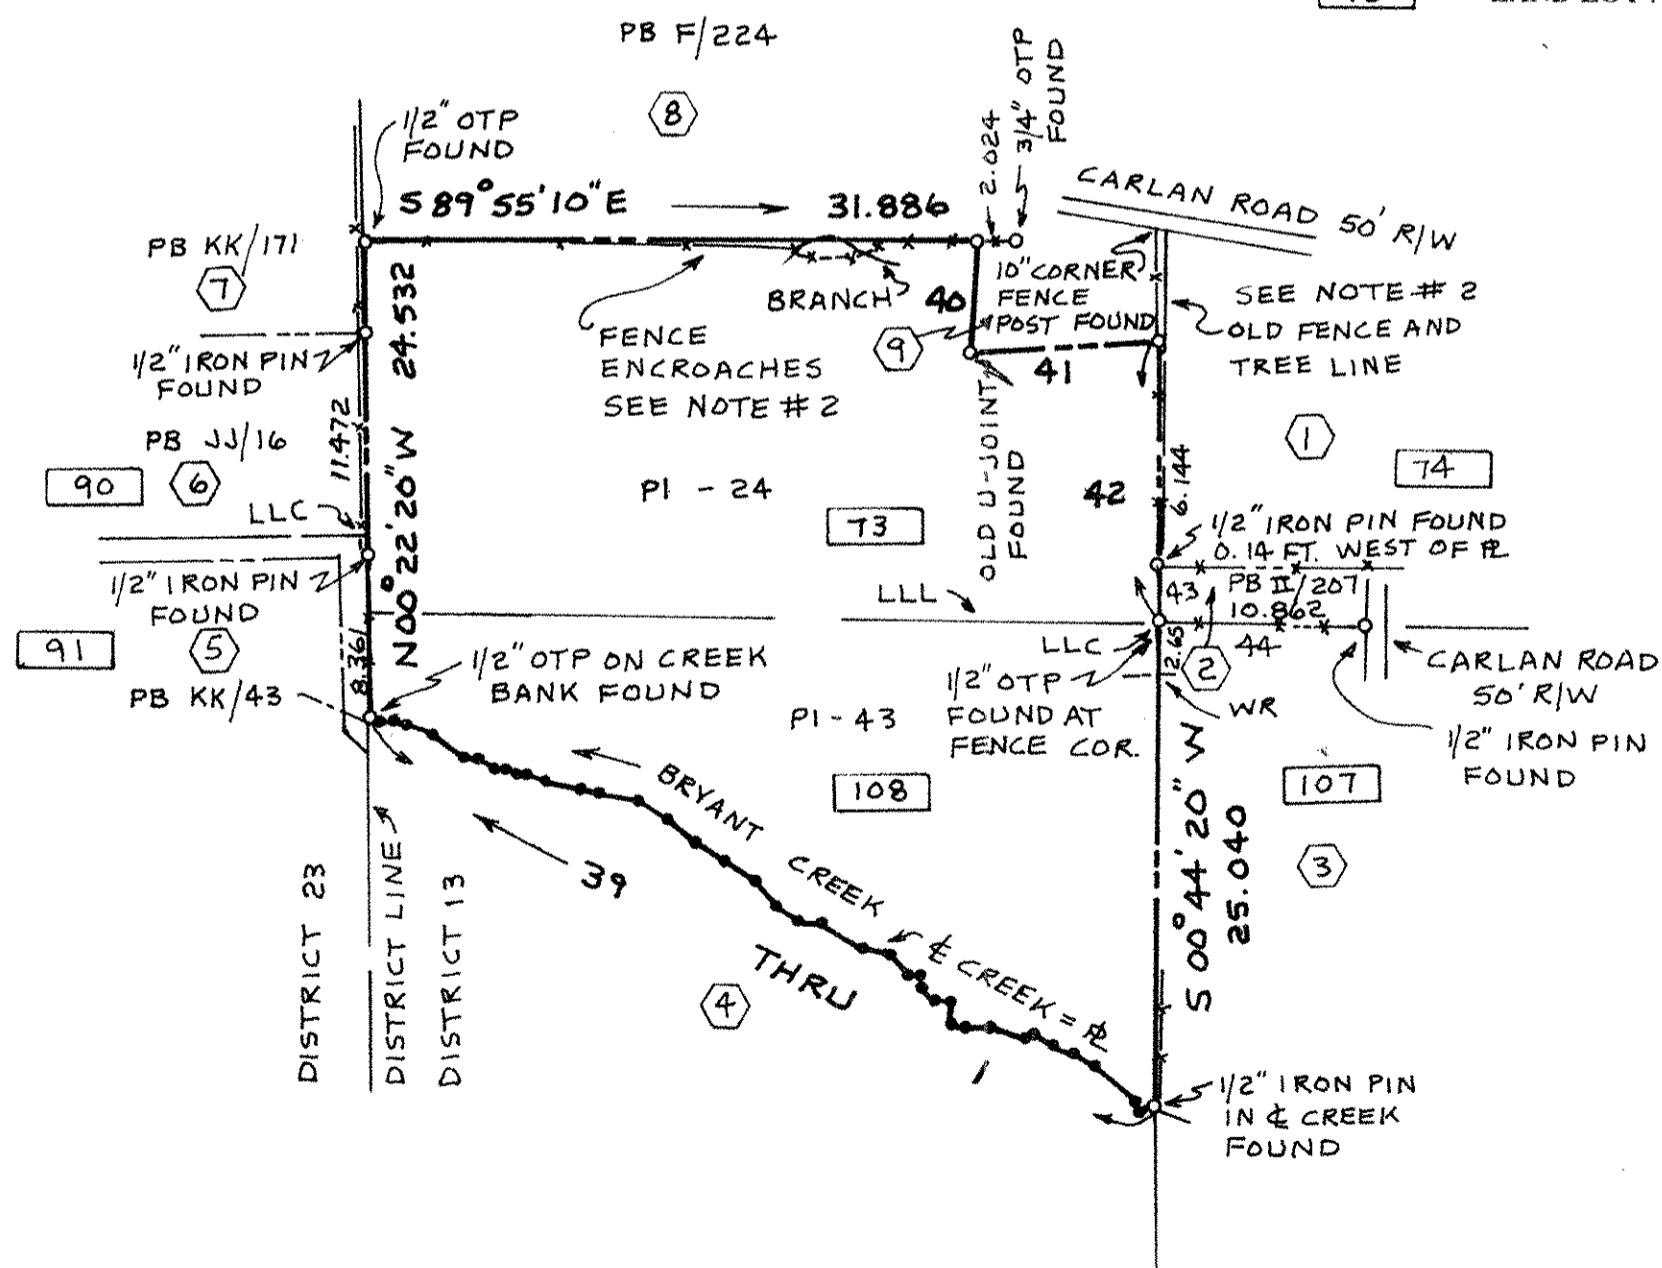 PB F/224
8
1/2" OTP
FOUND
2.024
3/4" OTP
FOUND
S 89°55'10"E
31.886
CARLAN ROAD 50' R/W
PB KK/171
7
1/2" IRON PIN
FOUND
24.532
N00°22'20"W
BRANCH
40
10" CORNER
FENCE
POST FOUND
9
41
SEE NOTE # 2
OLD FENCE AND
TREE LINE
FENCE
ENCROACHES
SEE NOTE # 2
11.472
PB JJ/16
90
6
LLC
1/2" IRON PIN
FOUND
PI - 24
73
OLD U-JOINT
FOUND
42
6.144
1
74
1/2" IRON PIN FOUND
0.14 FT. WEST OF PL
PB II/207
43
10.862
44
LLL
LLC
2.65
2
WR
CARLAN ROAD
50' R/W
1/2" IRON PIN
FOUND
91
5
8.361
PB KK/43
1/2" OTP ON CREEK
BANK FOUND
PI - 43
1/2" OTP
FOUND AT
FENCE COR.
108
107
3
S 00°44'20" W
25.040
BRYANT CREEK
39
THRU
1
℄ CREEK = PL
4
DISTRICT 23
DISTRICT LINE
DISTRICT 13
1/2" IRON PIN
IN ℄ CREEK
FOUND